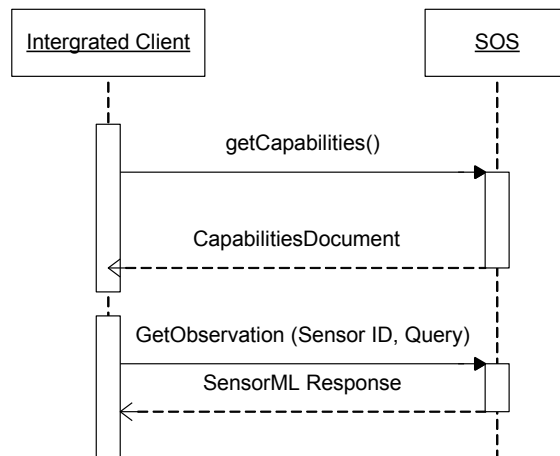 Intergrated Client
SOS
getCapabilities()
CapabilitiesDocument
GetObservation (Sensor ID, Query)
SensorML Response